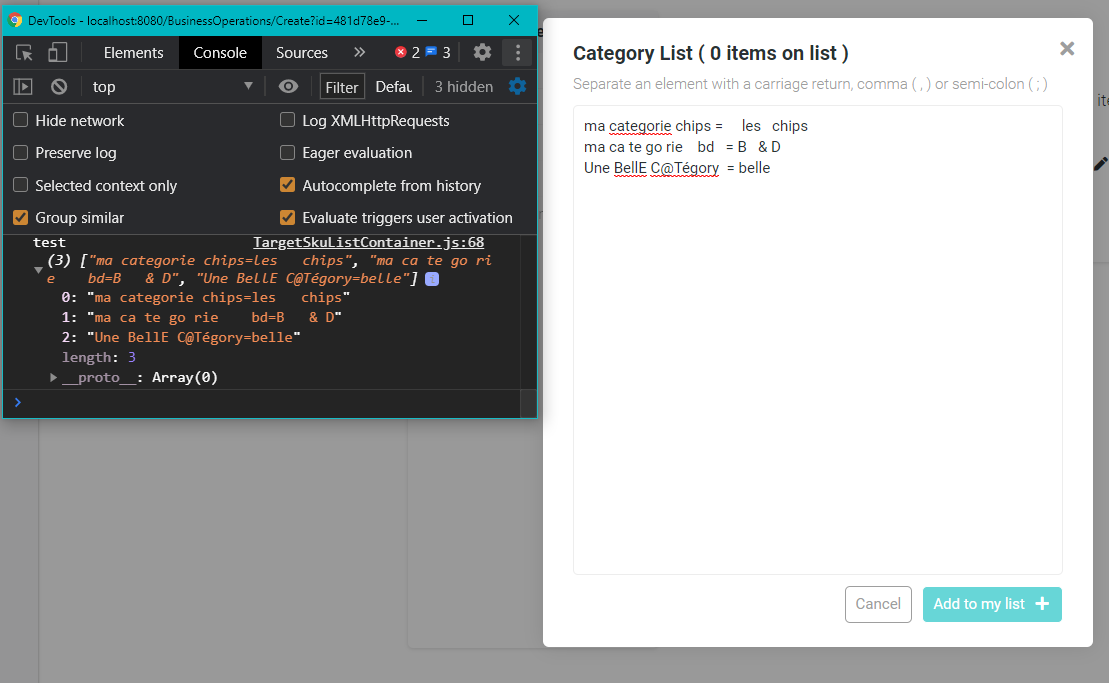 DevTools - localhost:8080/BusinessOperations/Create?id=481d78e9-...
Elements Console Sources » 2 3
top Filter Defau 3 hidden
Hide network Log XMLHttpRequests
Preserve log Eager evaluation
Selected context only Autocomplete from history
Group similar Evaluate triggers user activation
test TargetSkuListContainer.js:68
(3) ["ma categorie chips=les   chips", "ma ca te go ri
e    bd=B   & D", "Une BellE C@Tégory=belle"] i
0: "ma categorie chips=les   chips"
1: "ma ca te go rie    bd=B   & D"
2: "Une BellE C@Tégory=belle"
length: 3
__proto__: Array(0)
Category List ( 0 items on list )
Separate an element with a carriage return, comma ( , ) or semi-colon ( ; )
ma categorie chips =     les   chips
ma ca te go rie    bd   = B   & D
Une BellE C@Tégory  = belle
Cancel Add to my list +